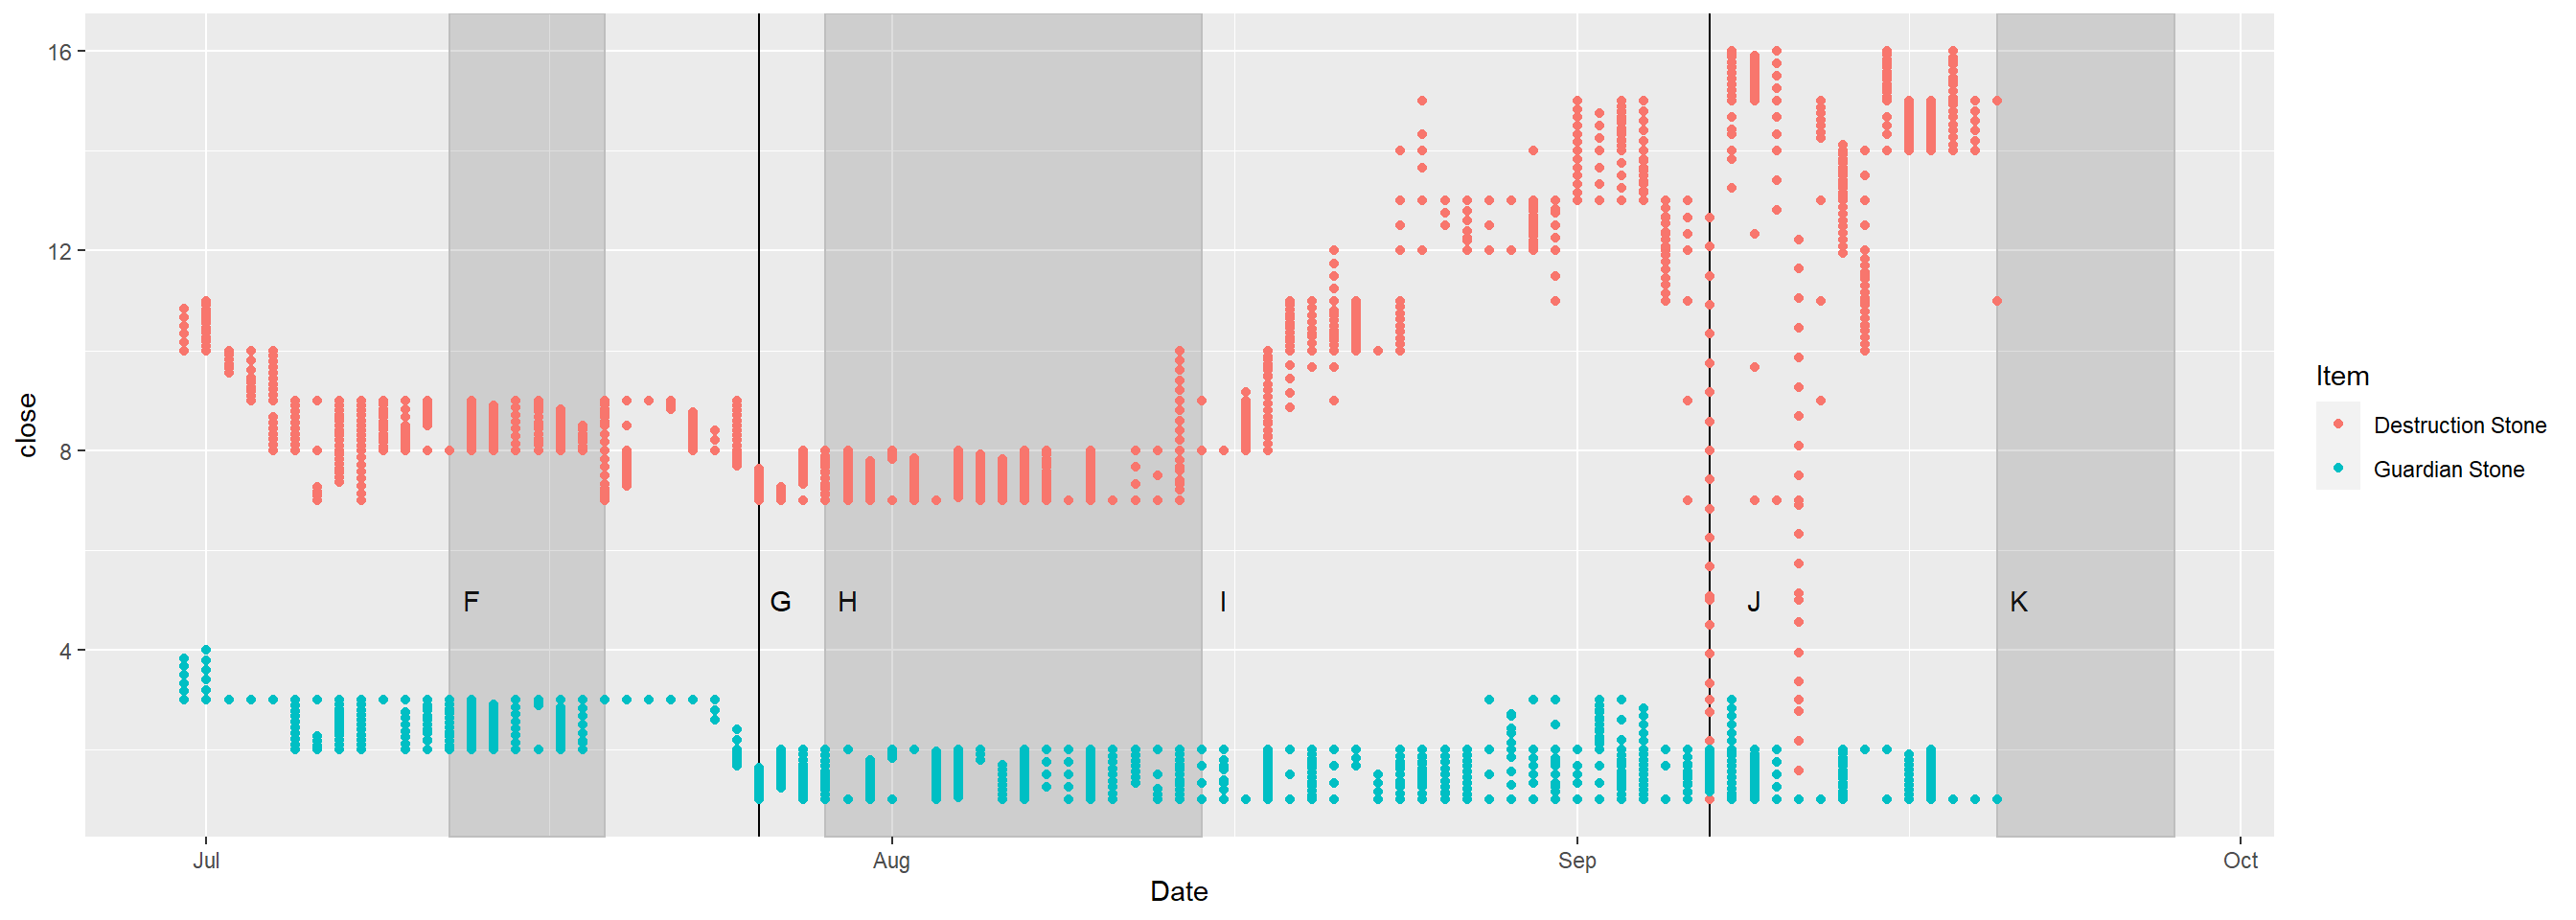 16
12
8
4
close
F
G
H
I
J
K
Jul
Aug
Sep
Oct
Date
Item
Destruction Stone
Guardian Stone